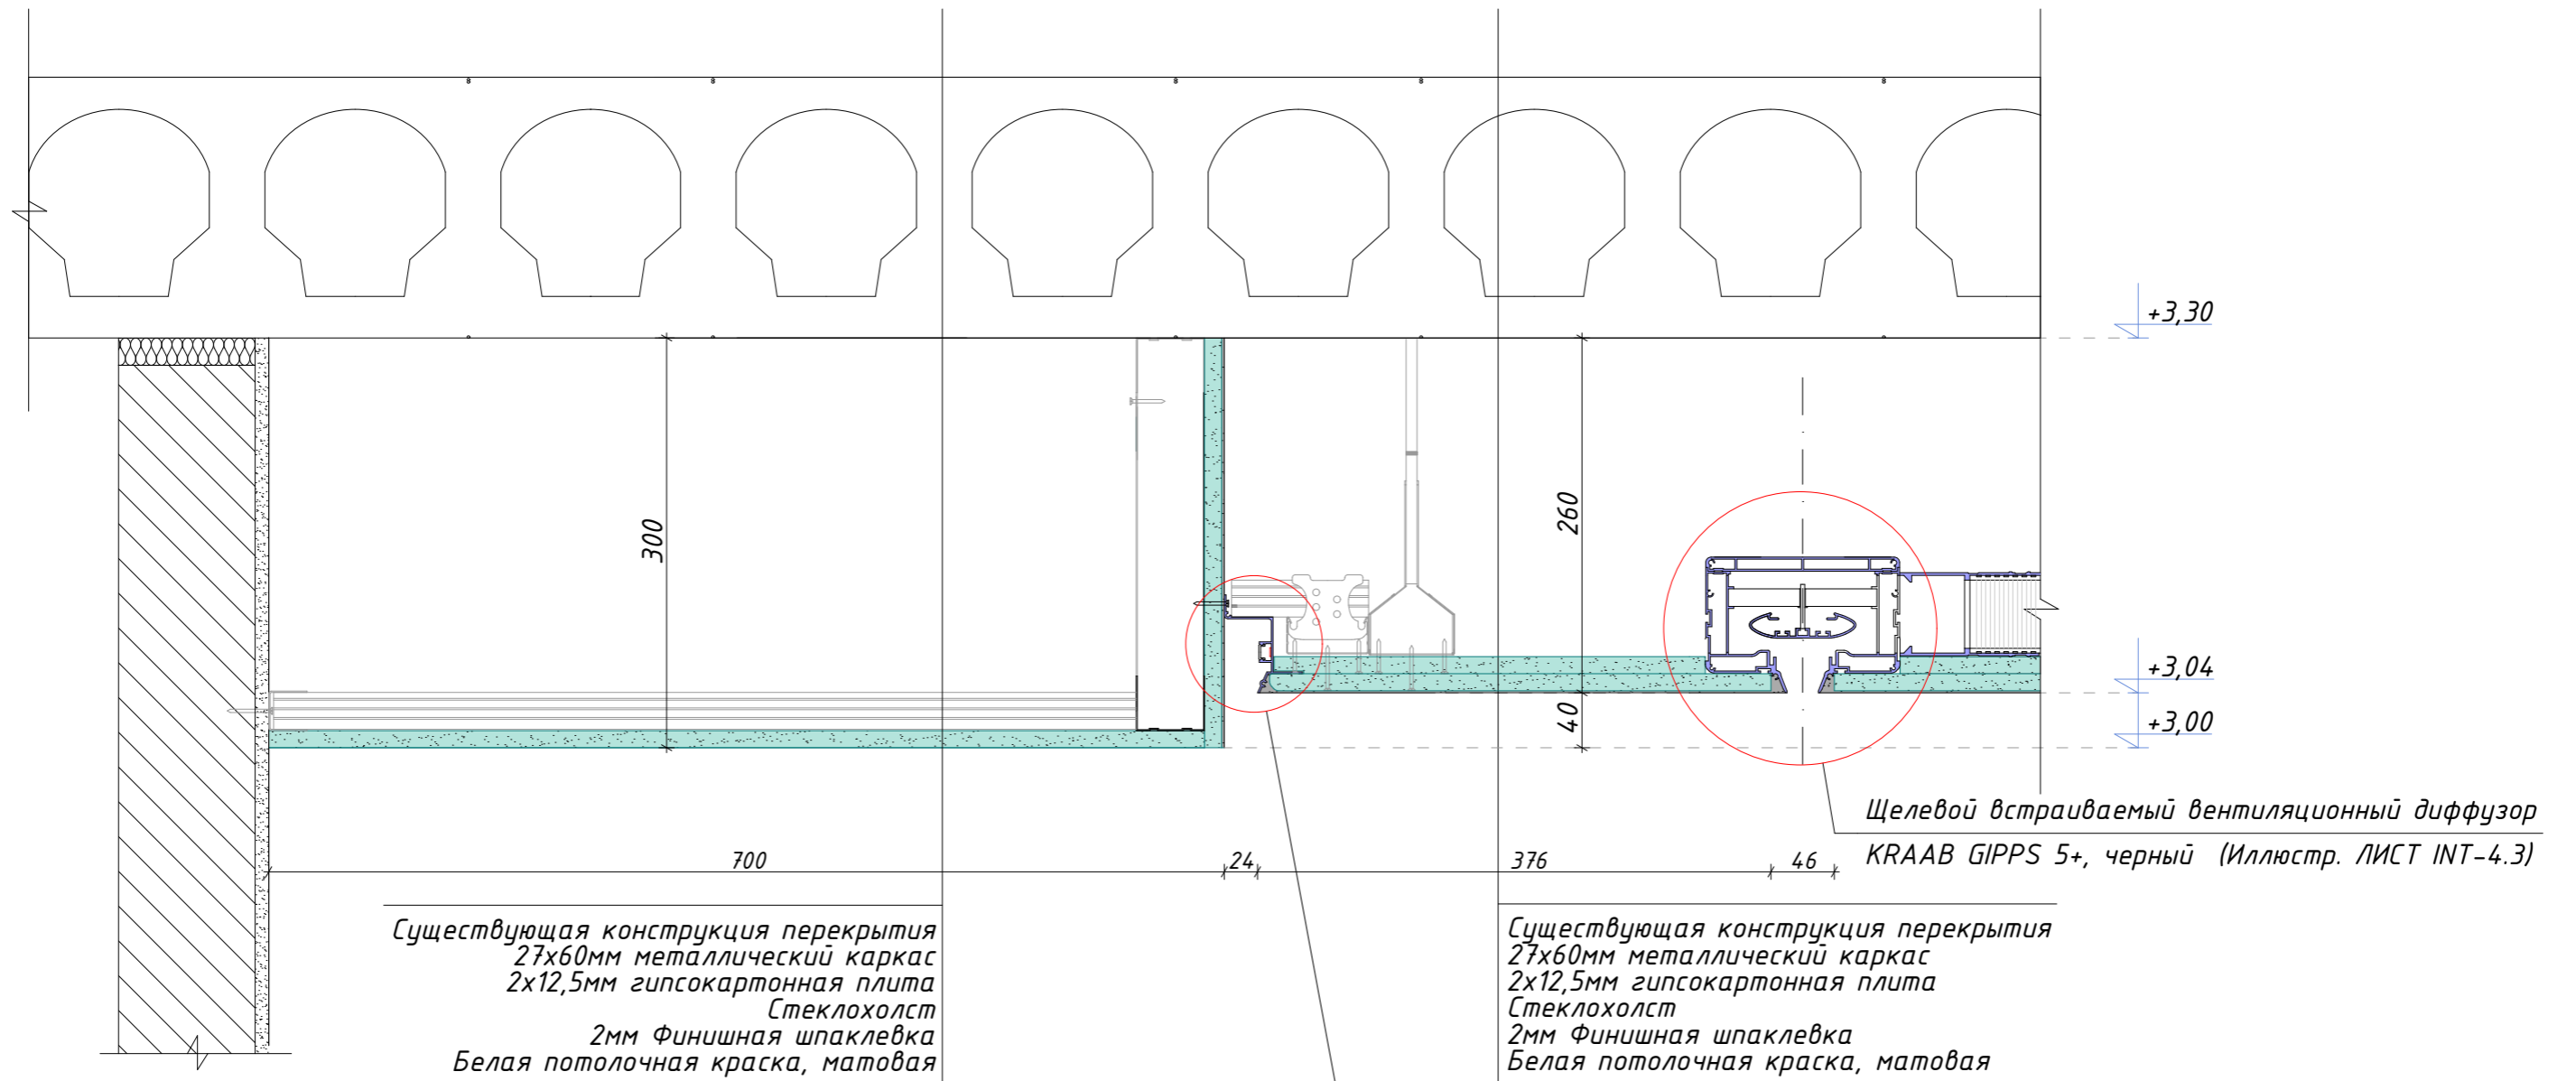 +3,30
300
260
+3,04
40
+3,00
Щелевой встраиваемый вентиляционный диффузор
KRAAB GIPPS 5+, черный (Иллюстр. ЛИСТ INT-4.3)
700
24
376
46
Существующая конструкция перекрытия
27х60мм металлический каркас
2х12,5мм гипсокартонная плита
Стеклохолст
2мм Финишная шпаклевка
Белая потолочная краска, матовая
Существующая конструкция перекрытия
27х60мм металлический каркас
2х12,5мм гипсокартонная плита
Стеклохолст
2мм Финишная шпаклевка
Белая потолочная краска, матовая